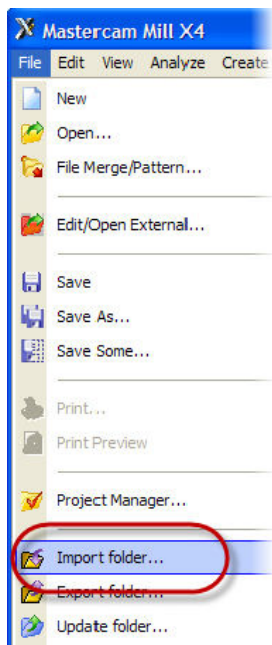 Mastercam Mill X4
File Edit View Analyze Create
New
Open...
File Merge/Pattern...
Edit/Open External...
Save
Save As...
Save Some...
Print...
Print Preview
Project Manager...
Import folder...
Export folder...
Update folder...